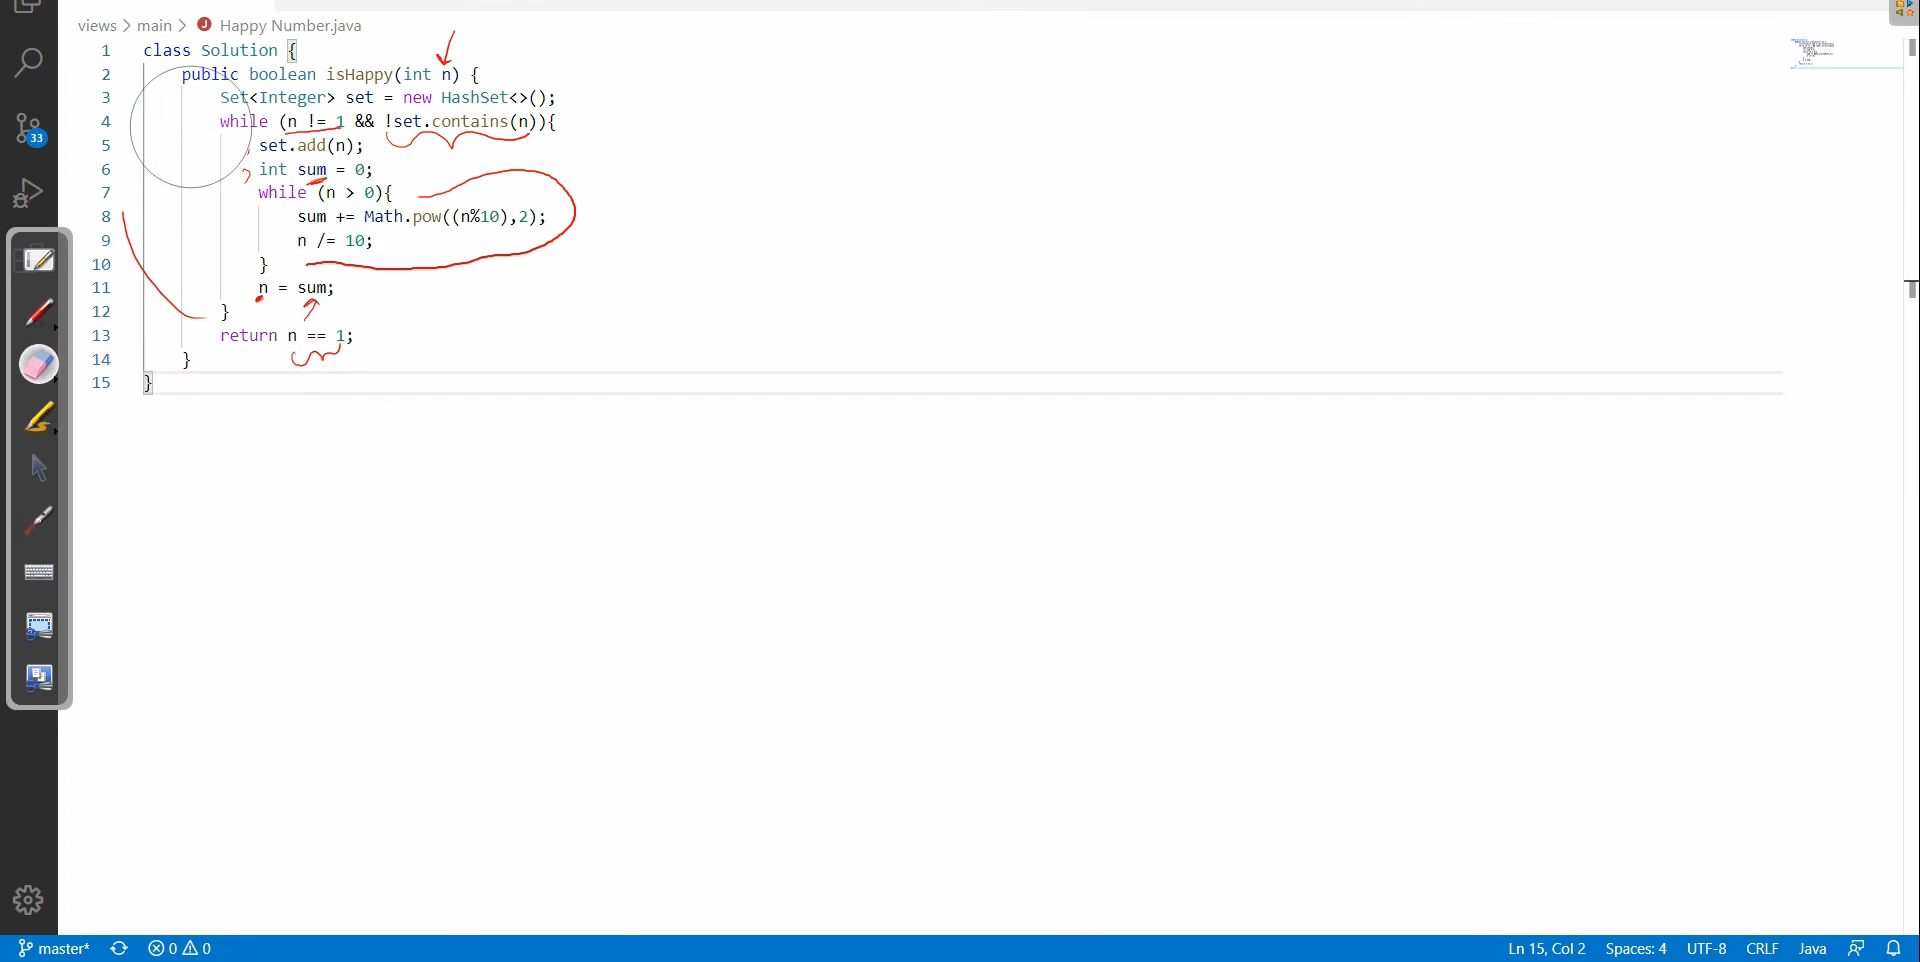 views > main > J Happy Number.java
1 class Solution {
2 public boolean isHappy(int n) {
3 Set<Integer> set = new HashSet<>();
4 while (n != 1 && !set.contains(n)){
5 set.add(n);
6 int sum = 0;
7 while (n > 0){
8 sum += Math.pow((n%10),2);
9 n /= 10;
10 }
11 n = sum;
12 }
13 return n == 1;
14 }
15 }
33
master* 0 0 Ln 15, Col 2 Spaces: 4 UTF-8 CRLF Java